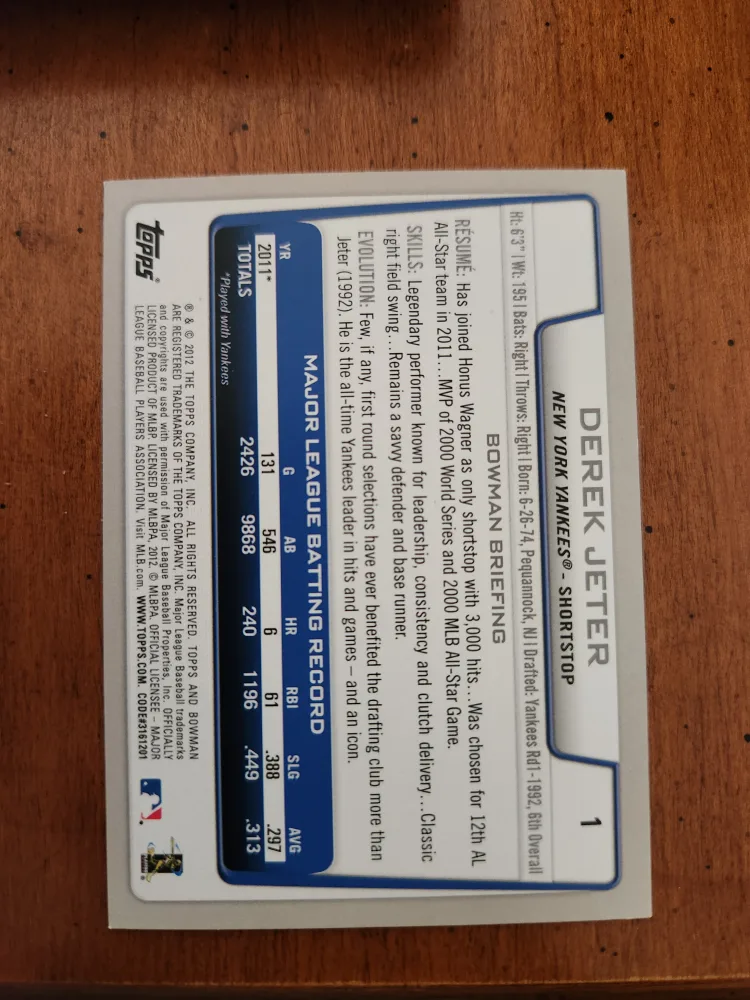 DEREK JETER
1
NEW YORK YANKEES® - SHORTSTOP
Ht: 6'3" | Wt: 195 | Bats: Right | Throws: Right | Born: 6-26-74, Pequannock, NJ | Drafted: Yankees Rd1-1992, 6th Overall
BOWMAN BRIEFING
RÉSUMÉ: Has joined Honus Wagner as only shortstop with 3,000 hits...Was chosen for 12th AL
All-Star team in 2011...MVP of 2000 World Series and 2000 MLB All-Star Game.
SKILLS: Legendary performer known for leadership, consistency and clutch delivery...Classic
right field swing...Remains a savvy defender and base runner.
EVOLUTION: Few, if any, first round selections have ever benefited the drafting club more than
Jeter (1992). He is the all-time Yankees leader in hits and games – and an icon.
MAJOR LEAGUE BATTING RECORD
YR G AB HR RBI SLG AVG
2011* 131 546 6 61 .388 .297
TOTALS 2426 9868 240 1196 .449 .313
*Played with Yankees
topps®
® & © 2012 THE TOPPS COMPANY, INC. ALL RIGHTS RESERVED. TOPPS AND BOWMAN
ARE REGISTERED TRADEMARKS OF THE TOPPS COMPANY, INC. Major League Baseball trademarks
and copyrights are used with permission of Major League Baseball Properties, Inc. OFFICIALLY
LICENSED PRODUCT OF MLBP. LICENSED BY MLBPA, 2012. © MLBPA. OFFICIAL LICENSEE – MAJOR
LEAGUE BASEBALL PLAYERS ASSOCIATION. Visit MLB.com. WWW.TOPPS.COM. CODE#3161201